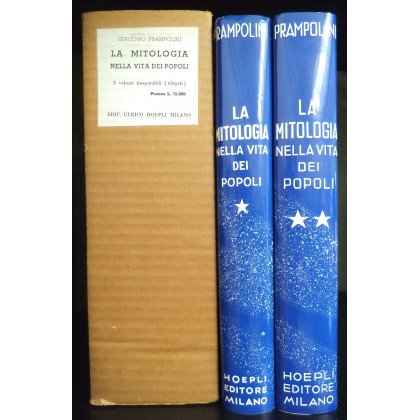 GIACOMO PRAMPOLINI
LA MITOLOGIA
NELLA VITA DEI POPOLI
2 volumi inseparabili (rilegati)
Prezzo L. 10.000
EDIT. ULRICO HOEPLI MILANO
PRAMPOLINI
LA
MITOLOGIA
NELLA VITA
DEI
POPOLI
HOEPLI
EDITORE
MILANO
PRAMPOLINI
LA
MITOLOGIA
NELLA VITA
DEI
POPOLI
HOEPLI
EDITORE
MILANO